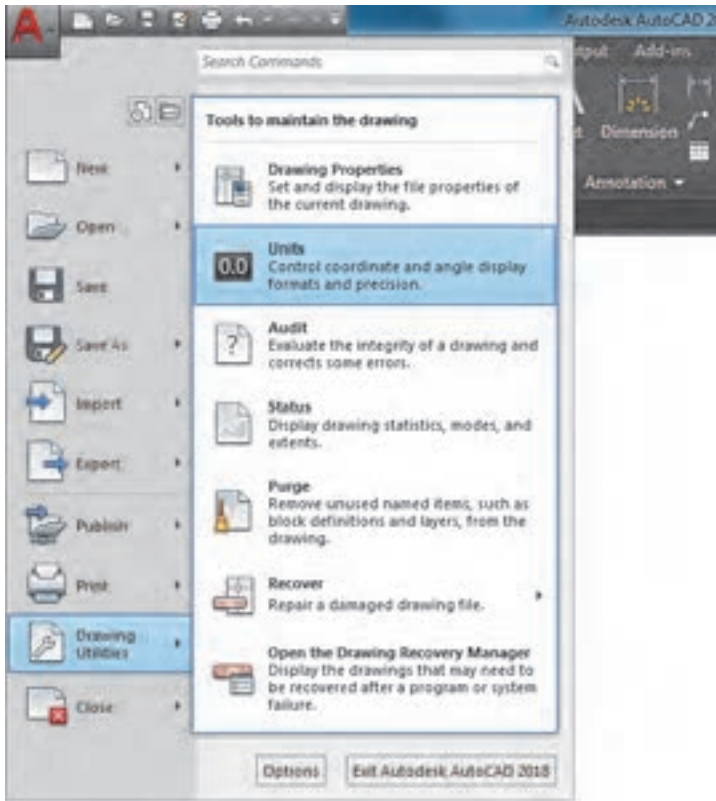 Autodesk AutoCAD 2
Search Commands
Add-ins
Dimension
Annotation
Tools to maintain the drawing
New
Open
Save
Save As
Import
Export
Publish
Print
Drawing
Utilities
Close
Drawing Properties
Set and display the file properties of
the current drawing.
0.0
Units
Control coordinate and angle display
formats and precision.
Audit
Evaluate the integrity of a drawing and
corrects some errors.
Status
Display drawing statistics, modes, and
extents.
Purge
Remove unused named items, such as
block definitions and layers, from the
drawing.
Recover
Repair a damaged drawing file.
Open the Drawing Recovery Manager
Display the drawings that may need to
be recovered after a program or system
failure.
Options
Exit Autodesk AutoCAD 2018